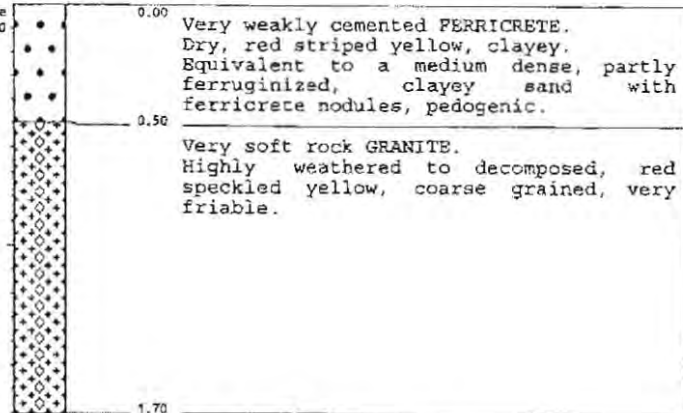 0.00
Very weakly cemented FERRICRETE.
Dry, red striped yellow, clayey.
Equivalent to a medium dense, partly
ferruginized, clayey sand with
ferricrete nodules, pedogenic.
0.50
Very soft rock GRANITE.
Highly weathered to decomposed, red
speckled yellow, coarse grained, very
friable.
1.70